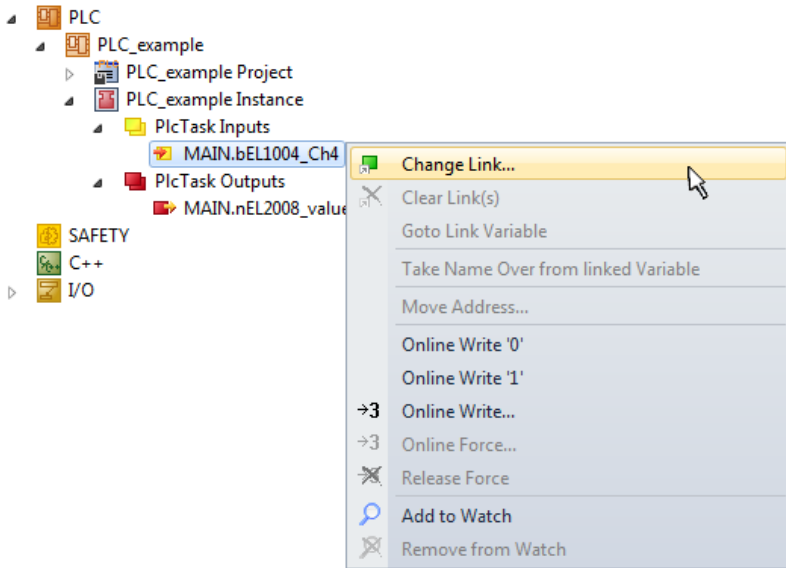 PLC
PLC_example
PLC_example Project
PLC_example Instance
PlcTask Inputs
MAIN.bEL1004_Ch4
PlcTask Outputs
MAIN.nEL2008_value
SAFETY
C++
I/O
Change Link...
Clear Link(s)
Goto Link Variable
Take Name Over from linked Variable
Move Address...
Online Write '0'
Online Write '1'
→3 Online Write...
→3 Online Force...
Release Force
Add to Watch
Remove from Watch